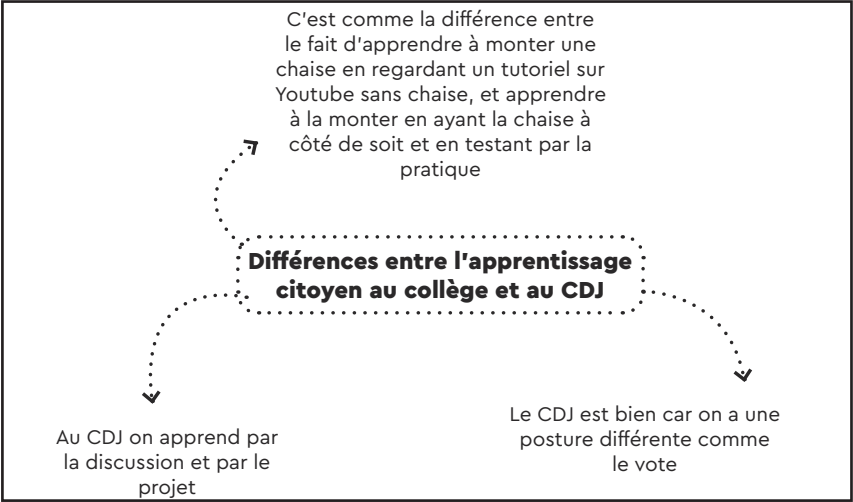 C'est comme la différence entre
le fait d'apprendre à monter une
chaise en regardant un tutoriel sur
Youtube sans chaise, et apprendre
à la monter en ayant la chaise à
côté de soit et en testant par la
pratique
Différences entre l'apprentissage
citoyen au collège et au CDJ
Au CDJ on apprend par
la discussion et par le
projet
Le CDJ est bien car on a une
posture différente comme
le vote